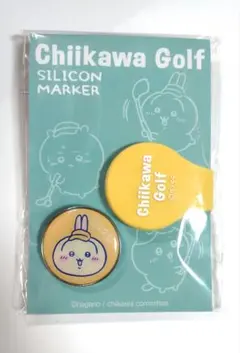 Chiikawa Golf
SILICON
MARKER
Chiikawa
Golf
©nagano / chiikawa committee